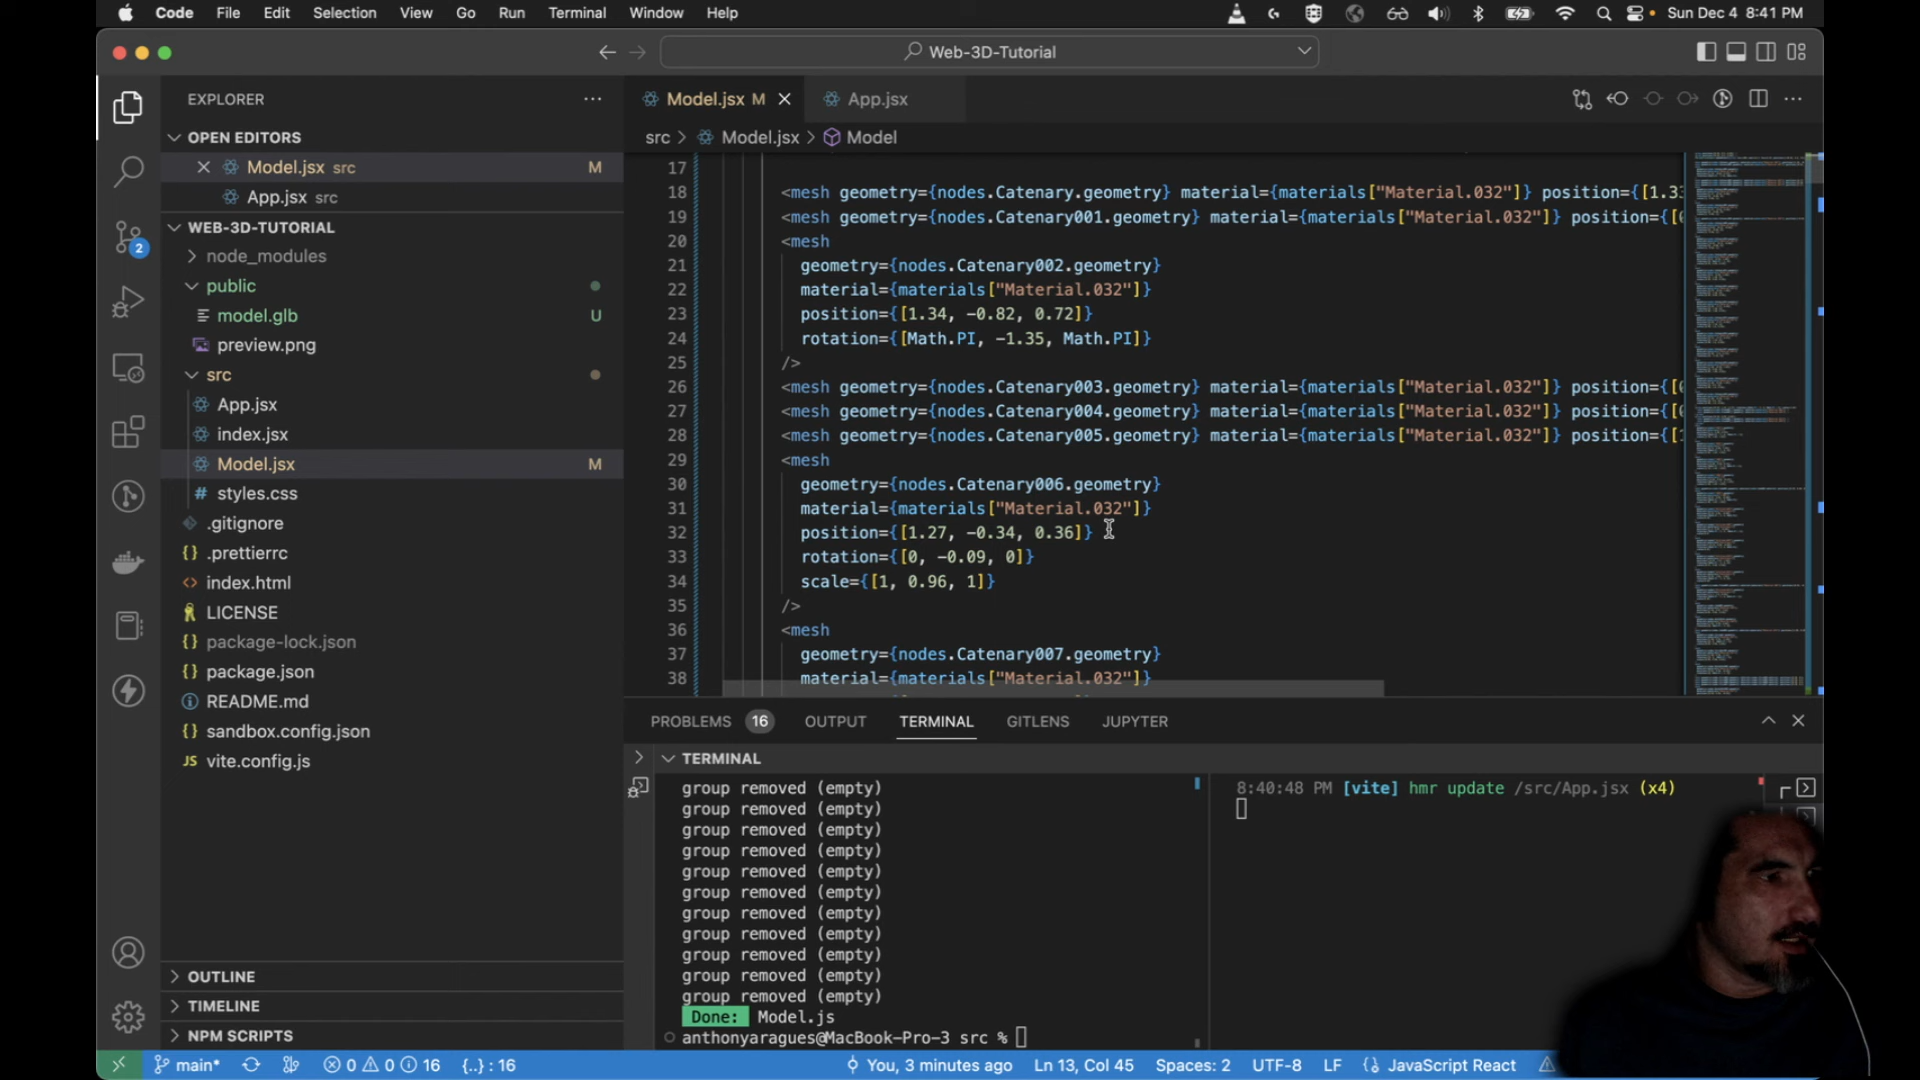 Code File Edit Selection View Go Run Terminal Window Help Sun Dec 4 8:41 PM
Web-3D-Tutorial
EXPLORER
OPEN EDITORS
Model.jsx src M
App.jsx src
WEB-3D-TUTORIAL
node_modules
public
model.glb U
preview.png
src
App.jsx
index.jsx
Model.jsx M
styles.css
.gitignore
.prettierrc
index.html
LICENSE
package-lock.json
package.json
README.md
sandbox.config.json
JS vite.config.js
OUTLINE
TIMELINE
NPM SCRIPTS
2
Model.jsx M App.jsx
src > Model.jsx > Model
17
18 <mesh geometry={nodes.Catenary.geometry} material={materials["Material.032"]} position={[1.33
19 <mesh geometry={nodes.Catenary001.geometry} material={materials["Material.032"]} position={[
20 <mesh
21 geometry={nodes.Catenary002.geometry}
22 material={materials["Material.032"]}
23 position={[1.34, -0.82, 0.72]}
24 rotation={[Math.PI, -1.35, Math.PI]}
25 />
26 <mesh geometry={nodes.Catenary003.geometry} material={materials["Material.032"]} position={[
27 <mesh geometry={nodes.Catenary004.geometry} material={materials["Material.032"]} position={[
28 <mesh geometry={nodes.Catenary005.geometry} material={materials["Material.032"]} position={[
29 <mesh
30 geometry={nodes.Catenary006.geometry}
31 material={materials["Material.032"]}
32 position={[1.27, -0.34, 0.36]}
33 rotation={[0, -0.09, 0]}
34 scale={[1, 0.96, 1]}
35 />
36 <mesh
37 geometry={nodes.Catenary007.geometry}
38 material={materials["Material.032"]}
PROBLEMS 16 OUTPUT TERMINAL GITLENS JUPYTER
TERMINAL
group removed (empty)
group removed (empty)
group removed (empty)
group removed (empty)
group removed (empty)
group removed (empty)
group removed (empty)
group removed (empty)
group removed (empty)
group removed (empty)
group removed (empty)
Done: Model.js
anthonyaragues@MacBook-Pro-3 src %
8:40:48 PM [vite] hmr update /src/App.jsx (x4)
main* 0 0 16 {..} : 16 You, 3 minutes ago Ln 13, Col 45 Spaces: 2 UTF-8 LF {} JavaScript React